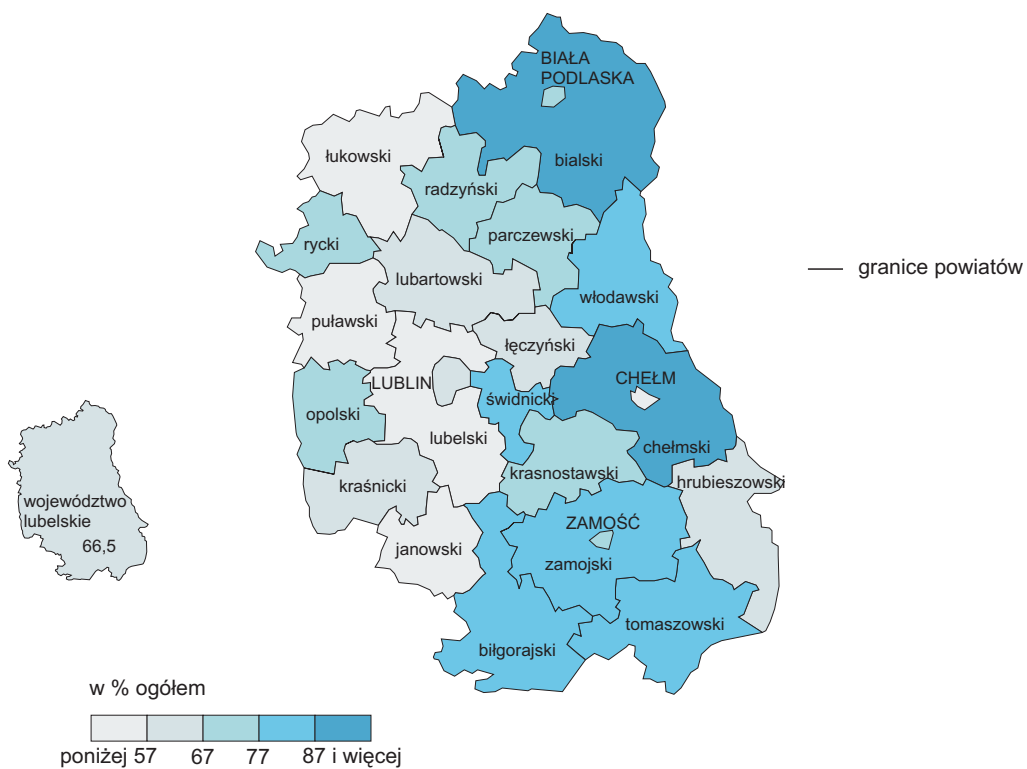 BIAŁA
PODLASKA
łukowski
bialski
radzyński
rycki
parczewski
lubartowski
granice powiatów
włodawski
puławski
łęczyński
LUBLIN
CHEŁM
świdnicki
opolski
lubelski
chełmski
krasnostawski
hrubieszowski
kraśnicki
województwo
lubelskie
66,5
ZAMOŚĆ
janowski
zamojski
tomaszowski
biłgorajski
w % ogółem
poniżej 57 67 77 87 i więcej